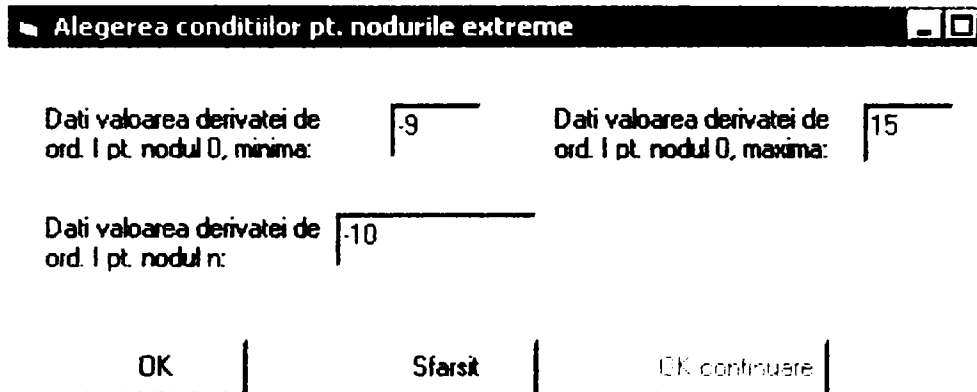 Alegerea conditiilor pt. nodurile extreme
Dati valoarea derivatei de
ord. I pt. nodul 0, minima:
-9
Dati valoarea derivatei de
ord. I pt. nodul 0, maxima:
15
Dati valoarea derivatei de
ord. I pt. nodul n:
-10
OK
Sfarsit
OK continuare